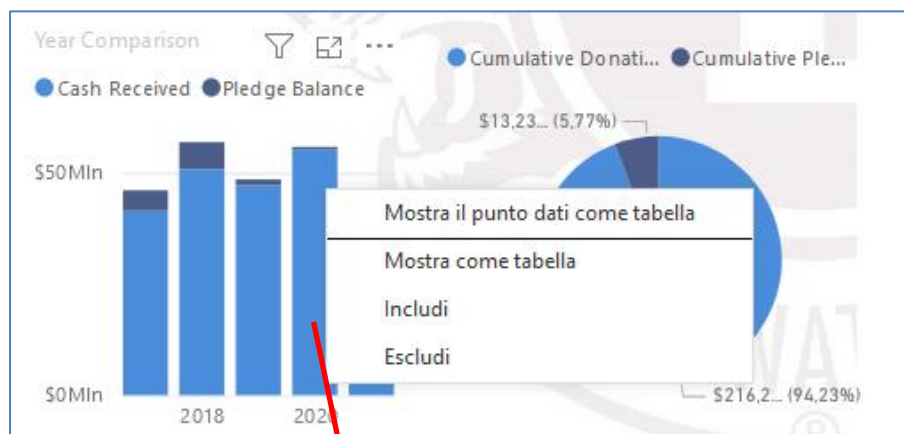 Year Comparison
Cash Received Pledge Balance
$50Mln
$0Mln
2018 2020
Cumulative Donati... Cumulative Ple...
$13,23... (5,77%)
Mostra il punto dati come tabella
Mostra come tabella
Includi
Escludi
$216,2... (94,23%)